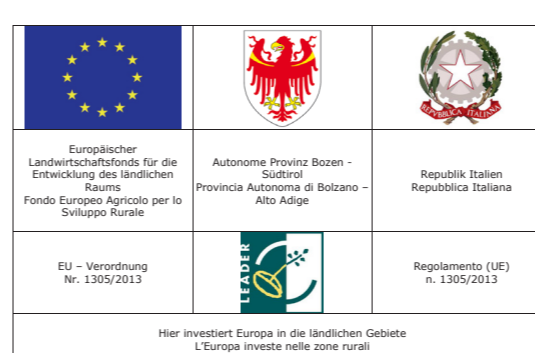 REPVBBLICA ITALIANA
Europäischer
Landwirtschaftsfonds für die
Entwicklung des ländlichen
Raums
Fondo Europeo Agricolo per lo
Sviluppo Rurale
Autonome Provinz Bozen -
Südtirol
Provincia Autonoma di Bolzano –
Alto Adige
Republik Italien
Repubblica Italiana
EU – Verordnung
Nr. 1305/2013
LEADER
Regolamento (UE)
n. 1305/2013
Hier investiert Europa in die ländlichen Gebiete
L’Europa investe nelle zone rurali